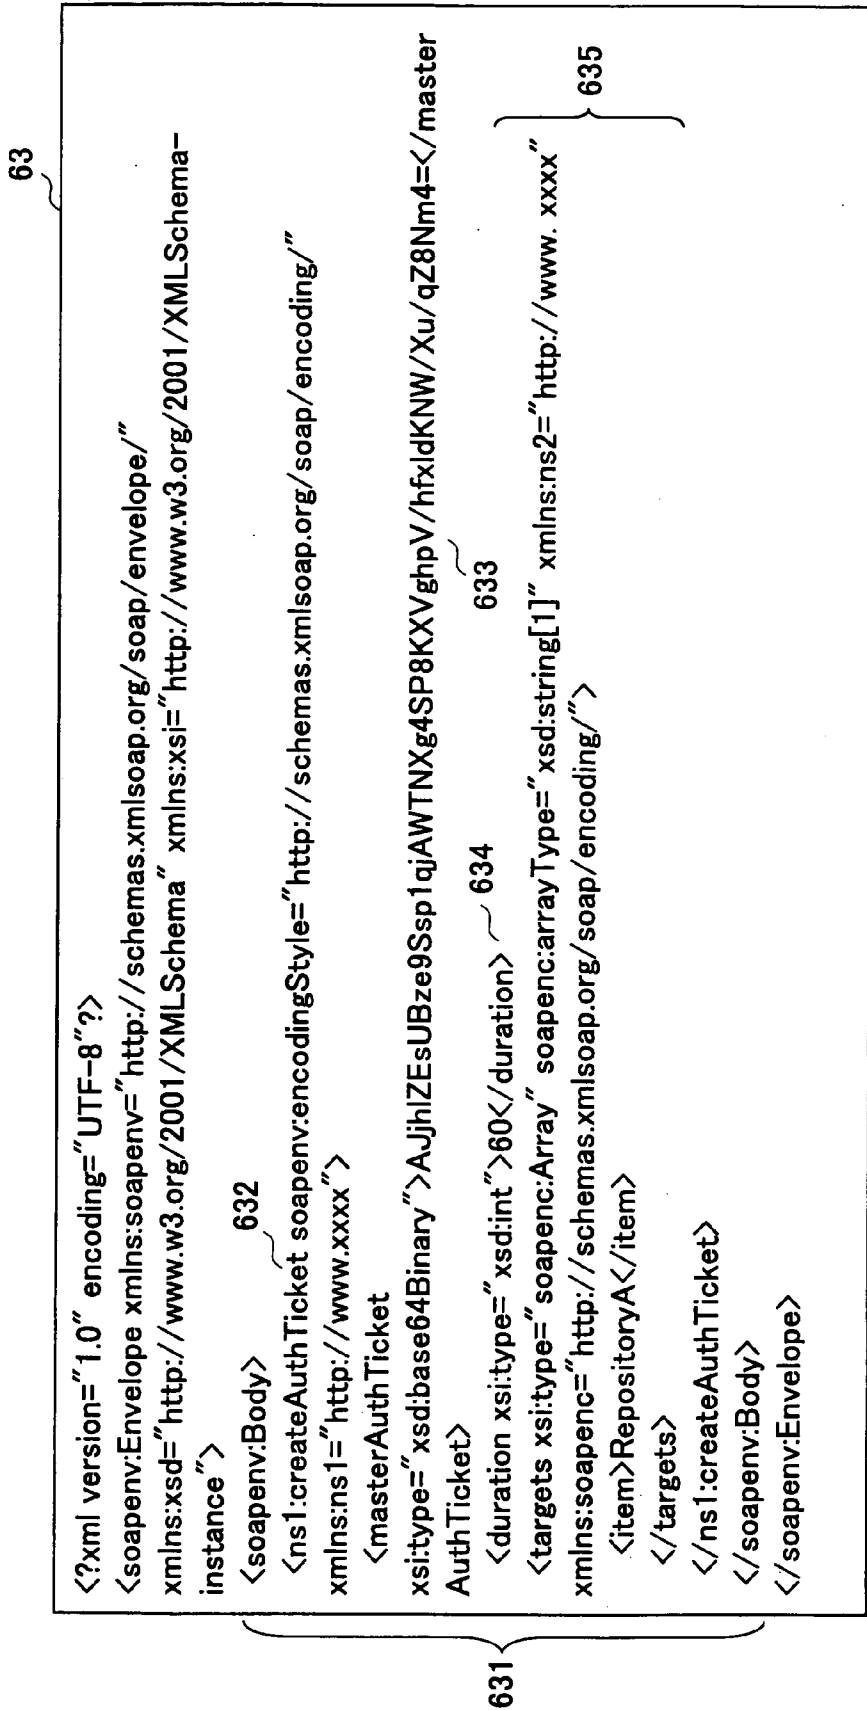 63
<?xml version="1.0" encoding="UTF-8"?>
<soapenv:Envelope xmlns:soapenv="http://schemas.xmlsoap.org/soap/envelope/"
xmlns:xsd="http://www.w3.org/2001/XMLSchema" xmlns:xsi="http://www.w3.org/2001/XMLSchema-
instance">
<soapenv:Body>
632
<ns1:createAuthTicket soapenv:encodingStyle="http://schemas.xmlsoap.org/soap/encoding/"
xmlns:ns1="http://www.xxxx">
<masterAuthTicket
xsi:type="xsd:base64Binary">AJjhIZEsUBze9Ssp1qjAWTNXg4SP8KXVghpV/hfxIdKNW/Xu/qZ8Nm4=</master
AuthTicket>
633
<duration xsi:type="xsd:int">60</duration> 634
<targets xsi:type="soapenc:Array" soapenc:arrayType="xsd:string[1]" xmlns:ns2="http://www. xxxx"
xmlns:soapenc="http://schemas.xmlsoap.org/soap/encoding/">
635
<item>RepositoryA</item>
</targets>
</ns1:createAuthTicket>
</soapenv:Body>
</soapenv:Envelope>
631